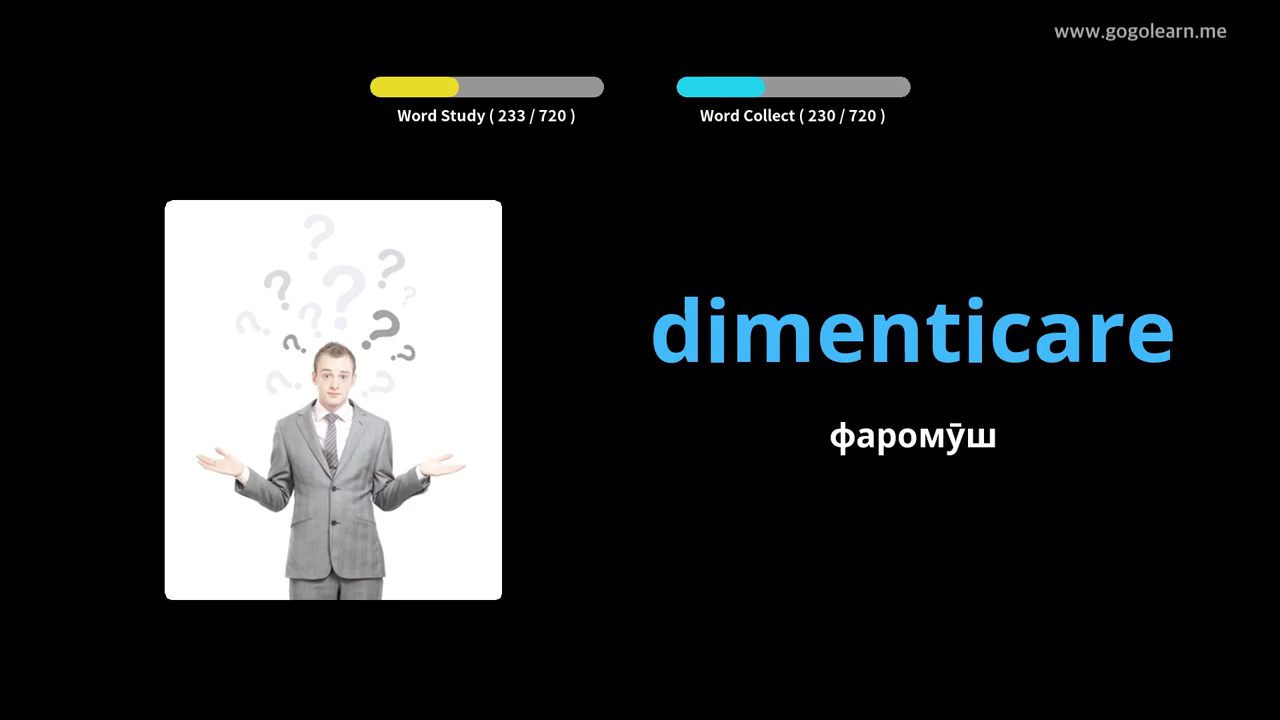 www.gogolearn.me
Word Study ( 233 / 720 )
Word Collect ( 230 / 720 )
dimenticare
фаромӯш